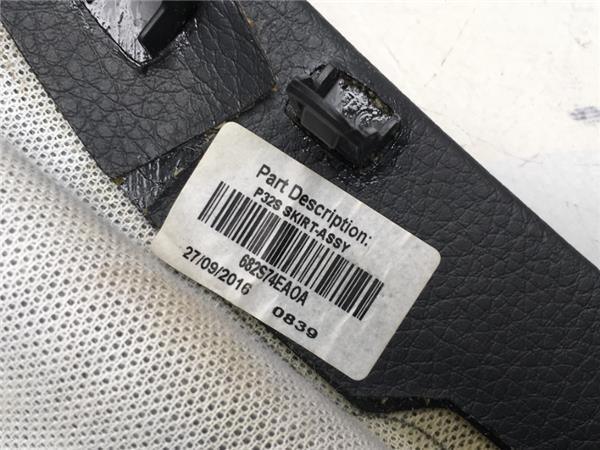 Part Description:
P32S SKIRT-ASSY
682S74EA0A
27/09/2016
0839